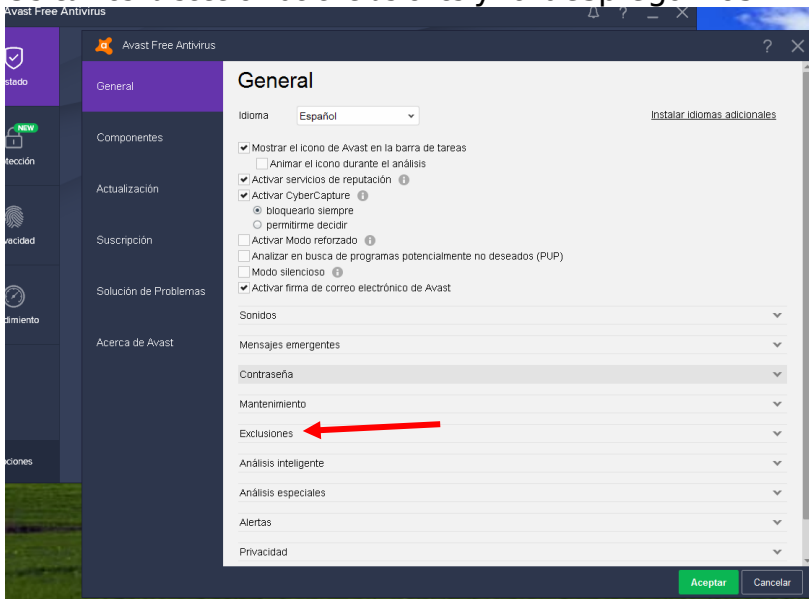 Avast Free Antivirus
Avast Free Antivirus
General
Componentes
Actualización
Suscripción
Solución de Problemas
Acerca de Avast
General
Idioma Español Instalar idiomas adicionales
Mostrar el icono de Avast en la barra de tareas
Animar el icono durante el análisis
Activar servicios de reputación
Activar CyberCapture
bloquearlo siempre
permitirme decidir
Activar Modo reforzado
Analizar en busca de programas potencialmente no deseados (PUP)
Modo silencioso
Activar firma de correo electrónico de Avast
Sonidos
Mensajes emergentes
Contraseña
Mantenimiento
Exclusiones
Análisis inteligente
Análisis especiales
Alertas
Privacidad
Aceptar Cancelar
stado
NEW
tección
vacidad
dimiento
ciones